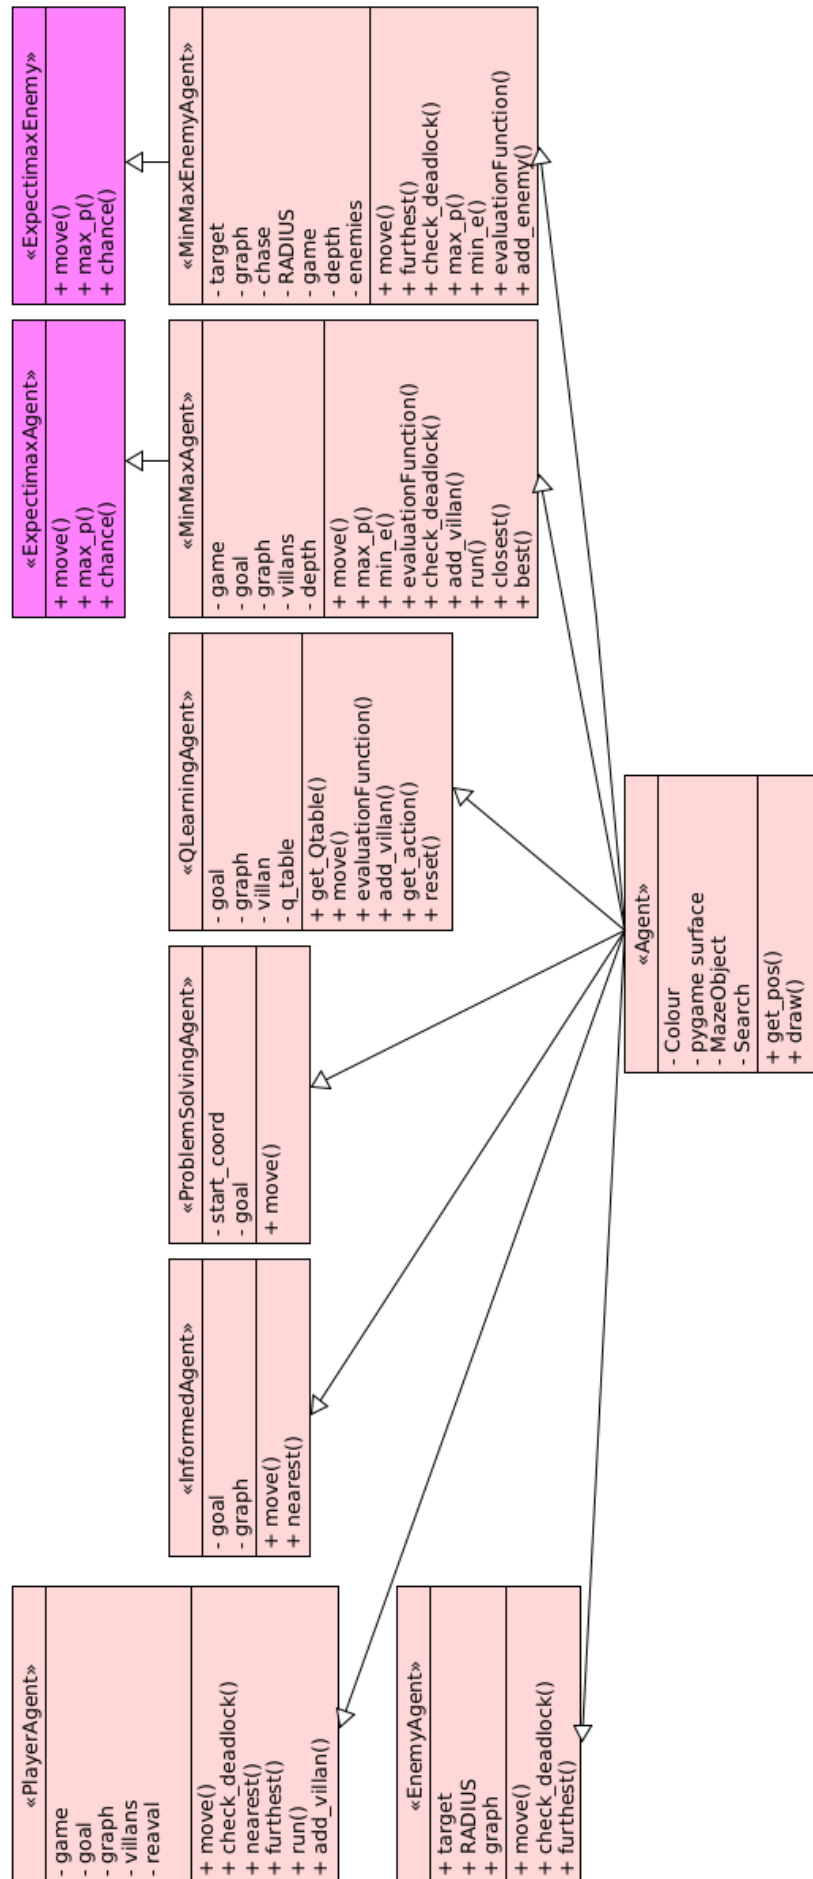 «PlayerAgent»
- game
- goal
- graph
- villans
- reaval
+ move()
+ check_deadlock()
+ nearest()
+ furthest()
+ run()
+ add_villan()
«EnemyAgent»
+ target
+ RADIUS
+ graph
+ move()
+ check_deadlock()
+ furthest()
«InformedAgent»
- goal
- graph
+ move()
+ nearest()
«ProblemSolvingAgent»
- start_coord
- goal
+ move()
«QLearningAgent»
- goal
- graph
- villan
- q_table
+ get_Qtable()
+ move()
+ evaluationFunction()
+ add_villan()
+ get_action()
+ reset()
«ExpectimaxAgent»
+ move()
+ max_p()
+ chance()
«MinMaxAgent»
- game
- goal
- graph
- villans
- depth
+ move()
+ max_p()
+ min_e()
+ evaluationFunction()
+ check_deadlock()
+ add_villan()
+ run()
+ closest()
+ best()
«ExpectimaxEnemy»
+ move()
+ max_p()
+ chance()
«MinMaxEnemyAgent»
- target
- graph
- chase
- RADIUS
- game
- depth
- enemies
+ move()
+ furthest()
+ check_deadlock()
+ max_p()
+ min_e()
+ evaluationFunction()
+ add_enemy()
«Agent»
- Colour
- pygame surface
- MazeObject
- Search
+ get_pos()
+ draw()